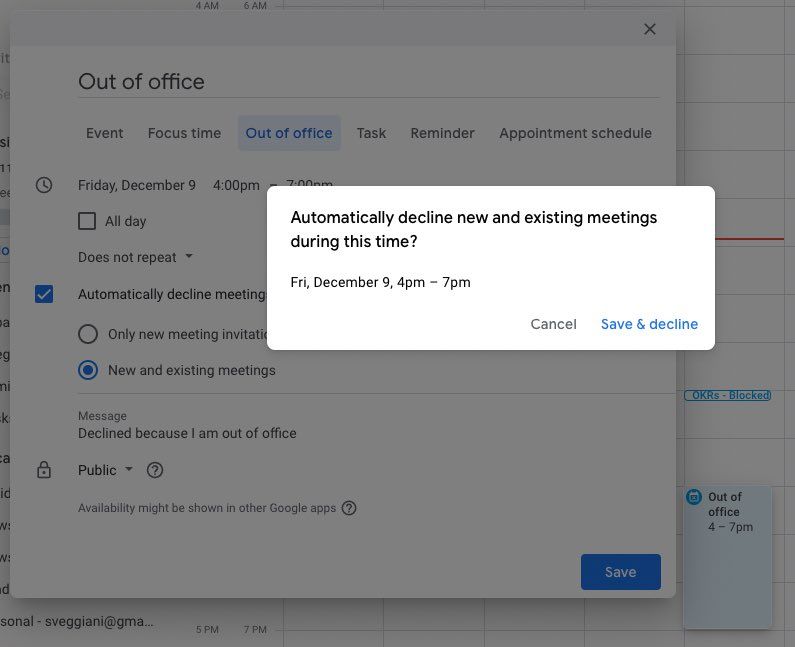 4 AM 6 AM
Out of office
Event Focus time Out of office Task Reminder Appointment schedule
Friday, December 9 4:00pm – 7:00pm
All day
Does not repeat
Automatically decline meetings
Only new meeting
New and existing meetings
Message
Declined because I am out of office
Public
Availability might be shown in other Google apps
Save
Automatically decline new and existing meetings
during this time?
Fri, December 9, 4pm – 7pm
Cancel Save & decline
OKRs - Blocked
Out of
office
4 – 7pm
sonal - sveggiani@gma...
5 PM 7 PM